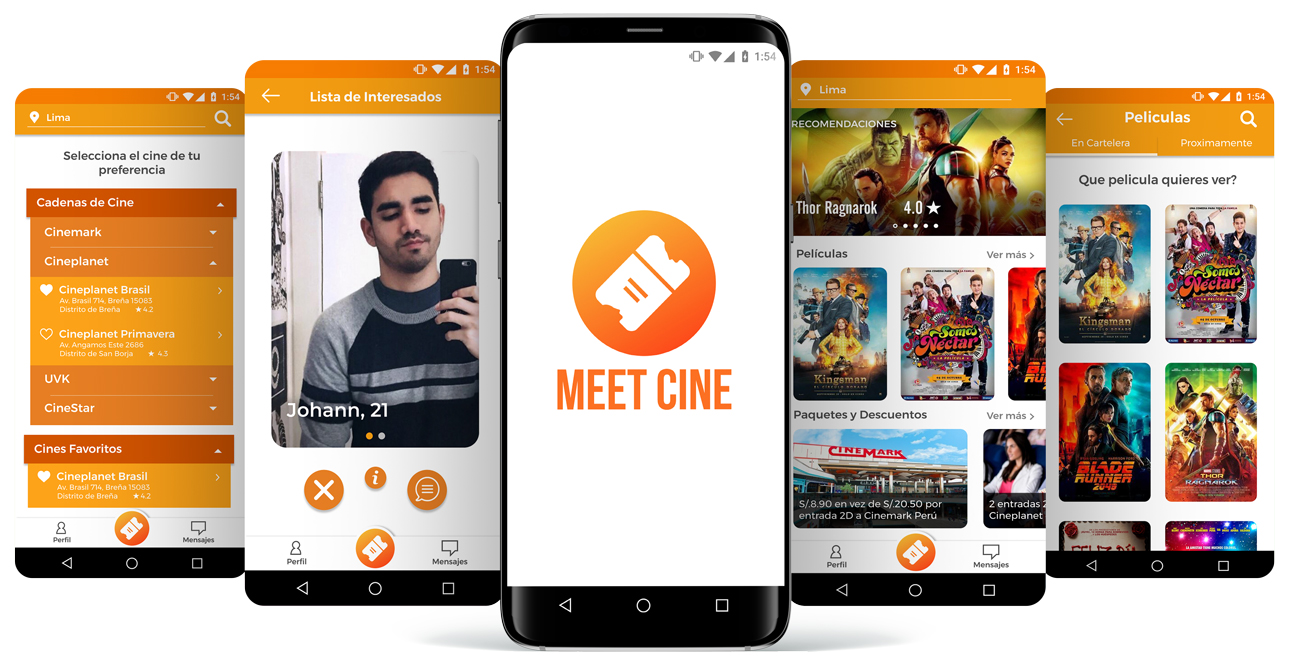 1:54
Lima
Selecciona el cine de tu
preferencia
Cadenas de Cine
Cinemark
Cineplanet
Cineplanet Brasil
Av. Brasil 714, Breña 15083
Distrito de Breña ★ 4.2
Cineplanet Primavera
Av. Angamos Este 2686
Distrito de San Borja ★ 4.3
UVK
CineStar
Cines Favoritos
Cineplanet Brasil
Av. Brasil 714, Breña 15083
Distrito de Breña ★ 4.2
Perfil
Mensajes
1:54
Lista de Interesados
Johann, 21
i
Perfil
Mensajes
1:54
MEET CINE
1:54
Lima
RECOMENDACIONES
Thor Ragnarok 4.0 ★
Películas
Ver más >
Kingsman
Somos
Néctar
LA PELÍCULA
Paquetes y Descuentos
Ver más >
CINEMARK
S/.8.90 en vez de S/.20.50 por
entrada 2D a Cinemark Perú
2 entradas 2
Cineplanet
Perfil
Mensajes
1:54
Peliculas
En Cartelera
Proximamente
Que pelicula quieres ver?
Kingsman
Somos
Néctar
LA PELÍCULA
BLADE
RUNNER
2049
THOR
RAGNAROK